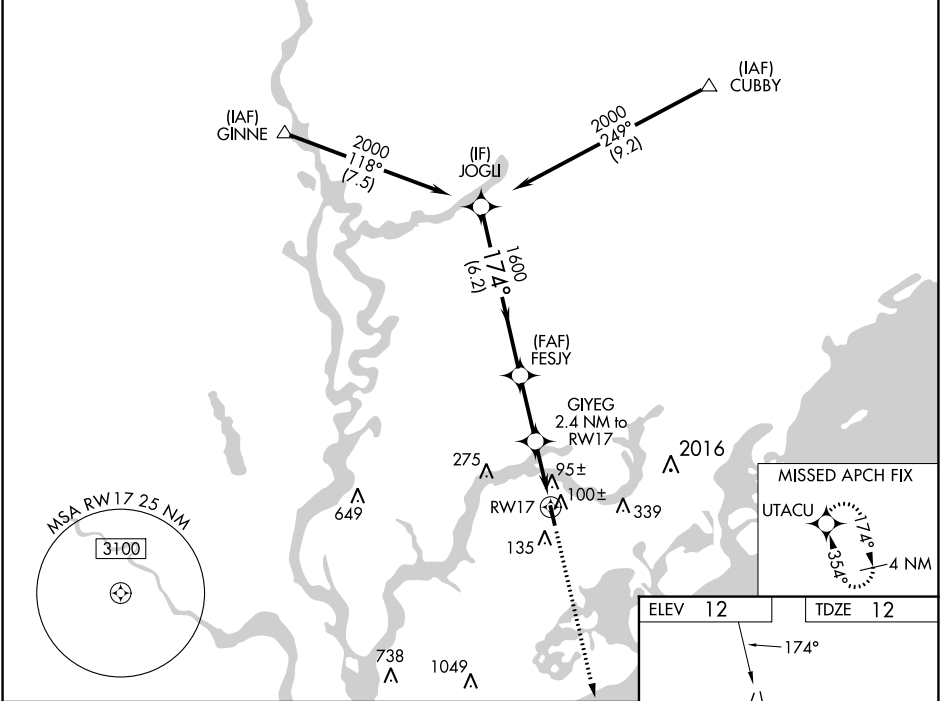 (IAF)
CUBBY
(IAF)
GINNE
2000
118°
(7.5)
2000
249°
(9.2)
(IF)
JOGLI
1600
174°
(6.2)
(FAF)
FESJY
GIYEG
2.4 NM to
RW17
275
95±
2016
649
RW17
100±
339
135
MSA RW17 25 NM
3100
738
1049
MISSED APCH FIX
UTACU
174°
354°
4 NM
ELEV 12
TDZE 12
174°